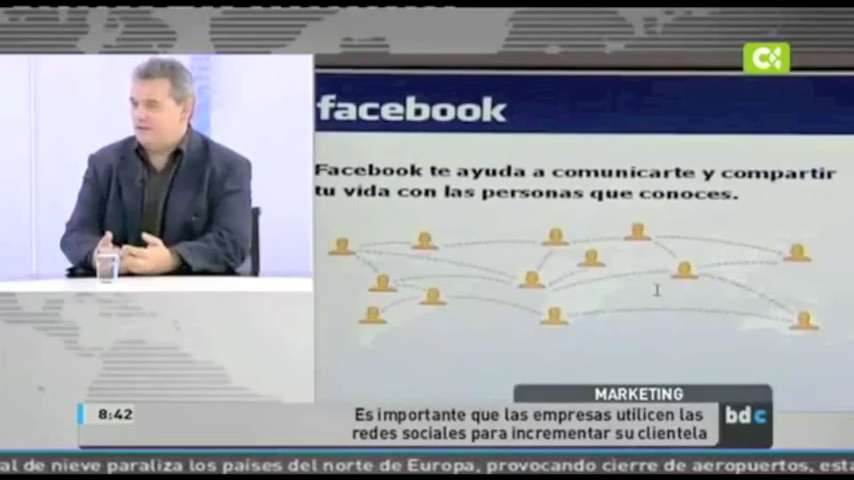 facebook
Facebook te ayuda a comunicarte y compartir
tu vida con las personas que conoces.
MARKETING
8:42
Es importante que las empresas utilicen las
redes sociales para incrementar su clientela
bdc
al de nieve paraliza los países del norte de Europa, provocando cierre de aeropuertos, esta